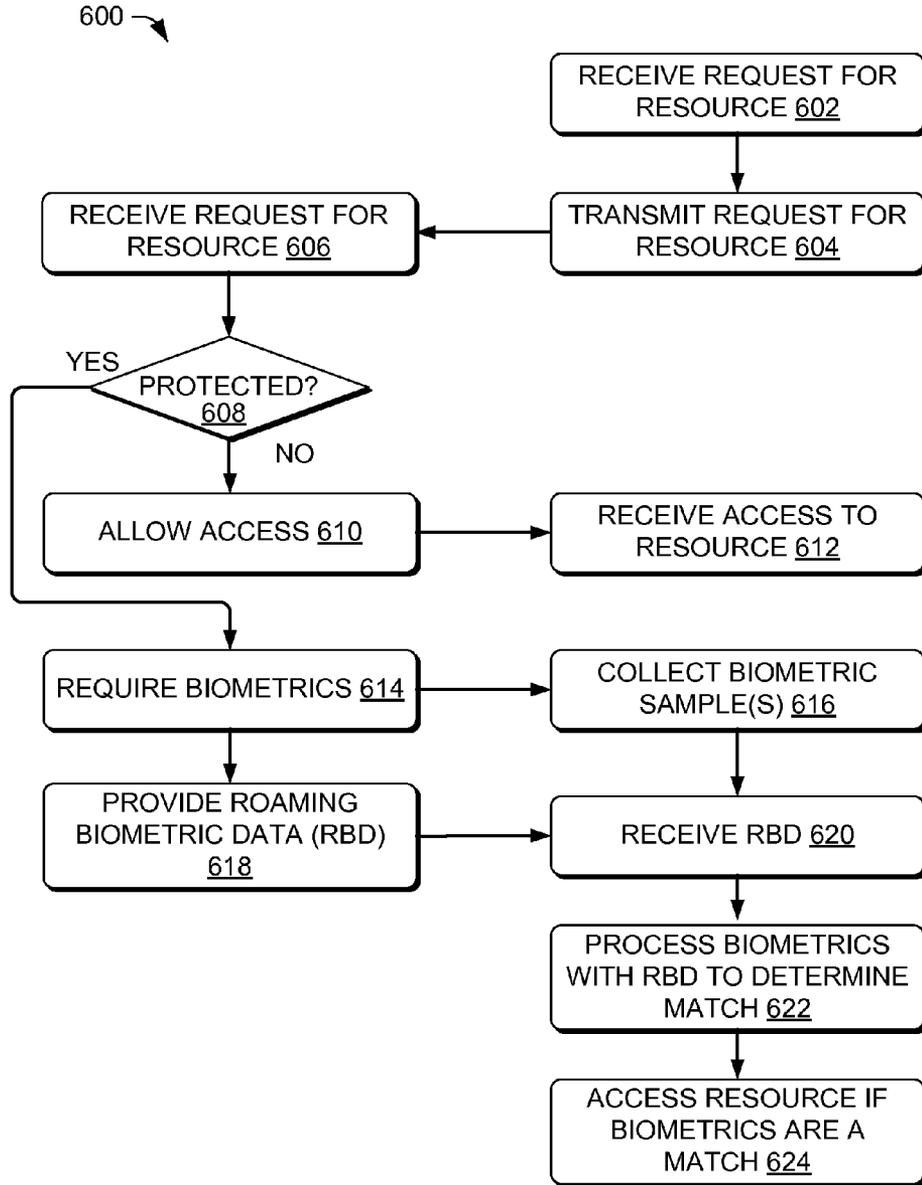 600
RECEIVE REQUEST FOR
RESOURCE 602
RECEIVE REQUEST FOR
RESOURCE 606
TRANSMIT REQUEST FOR
RESOURCE 604
YES
PROTECTED?
608
NO
ALLOW ACCESS 610
RECEIVE ACCESS TO
RESOURCE 612
REQUIRE BIOMETRICS 614
COLLECT BIOMETRIC
SAMPLE(S) 616
PROVIDE ROAMING
BIOMETRIC DATA (RBD)
618
RECEIVE RBD 620
PROCESS BIOMETRICS
WITH RBD TO DETERMINE
MATCH 622
ACCESS RESOURCE IF
BIOMETRICS ARE A
MATCH 624